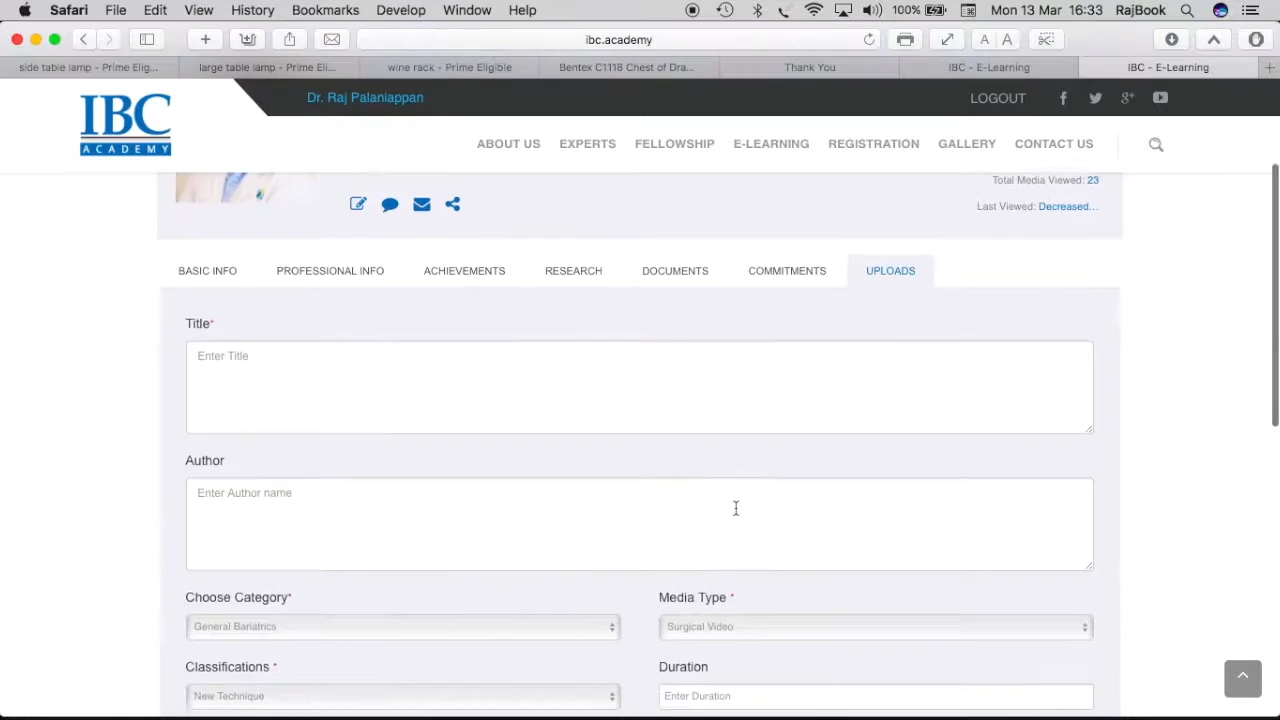 Safari File Edit View History Bookmarks Develop Window Help 100% Mon 13 Mar 16:33 RajBook
ibc.academy A A
side table lamp - Prime Elig... large table lamp - Prime Eli... wine rack - Prime Eligible Bentex C1118 Chest of Dra... Thank You IBC - E-Learning IBC - E-Learning
IBC
ACADEMY
Dr. Raj Palaniappan LOGOUT
ABOUT US EXPERTS FELLOWSHIP E-LEARNING REGISTRATION GALLERY CONTACT US
Total Media Viewed: 23
Last Viewed: Decreased...
BASIC INFO PROFESSIONAL INFO ACHIEVEMENTS RESEARCH DOCUMENTS COMMITMENTS UPLOADS
Title*
Enter Title
Author
Enter Author name
Choose Category* Media Type *
General Bariatrics Surgical Video
Classifications * Duration
New Technique Enter Duration